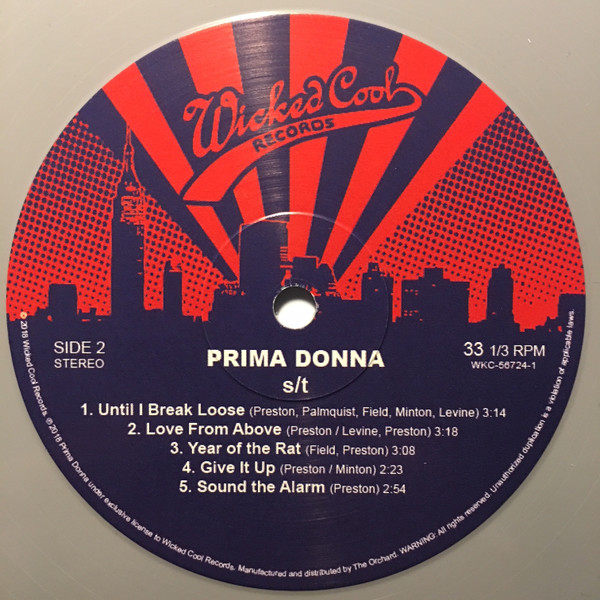 Wicked Cool
RECORDS
SIDE 2
STEREO
PRIMA DONNA
s/t
33 1/3 RPM
WKC-56724-1
1. Until I Break Loose (Preston, Palmquist, Field, Minton, Levine) 3:14
2. Love From Above (Preston / Levine, Preston) 3:18
3. Year of the Rat (Field, Preston) 3:08
4. Give It Up (Preston / Minton) 2:23
5. Sound the Alarm (Preston) 2:54
℗ 2018 Wicked Cool Records. © 2018 Prima Donna under exclusive license to Wicked Cool Records. Manufactured and distributed by The Orchard. WARNING: All rights reserved. Unauthorized duplication is a violation of applicable laws.